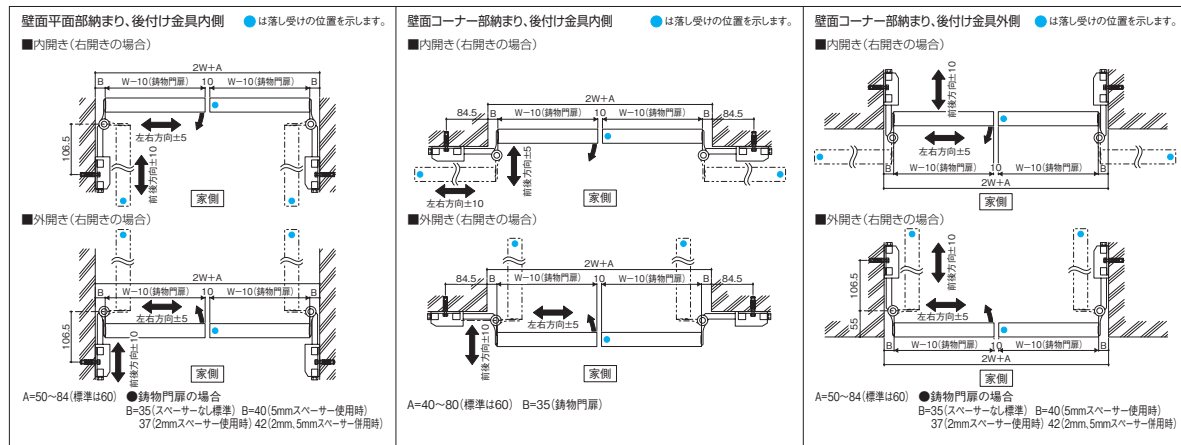 壁面平面部納まり、後付け金具内側 ●は落し受けの位置を示します。
■内開き(右開きの場合)
2W+A
B W−10(鋳物門扉) 10 W−10(鋳物門扉) B
左右方向±5
106.5
前後方向±10
家側
■外開き(右開きの場合)
2W+A
B W−10(鋳物門扉) 10 W−10(鋳物門扉) B
左右方向±5
106.5
前後方向±10
家側
A=50〜84(標準は60) ●鋳物門扉の場合
B=35(スペーサーなし標準) B=40(5mmスペーサー使用時)
37(2mmスペーサー使用時) 42(2mm、5mmスペーサー併用時)
壁面コーナー部納まり、後付け金具内側 ●は落し受けの位置を示します。
■内開き(右開きの場合)
2W+A
84.5 B W−10(鋳物門扉) 10 W−10(鋳物門扉) B 84.5
左右方向±5
前後方向±5
左右方向±10
家側
■外開き(右開きの場合)
2W+A
84.5 B W−10(鋳物門扉) 10 W−10(鋳物門扉) B 84.5
左右方向±5
前後方向±10
家側
A=40〜80(標準は60) B=35(鋳物門扉)
壁面コーナー部納まり、後付け金具外側 ●は落し受けの位置を示します。
■内開き(右開きの場合)
前後方向±10
左右方向±5
B W−10(鋳物門扉) 10 W−10(鋳物門扉) B
2W+A
家側
■外開き(右開きの場合)
前後方向±10
106.5
左右方向±5
55
B W−10(鋳物門扉) 10 W−10(鋳物門扉) B
2W+A
家側
A=50〜84(標準は60) ●鋳物門扉の場合
B=35(スペーサーなし標準) B=40(5mmスペーサー使用時)
37(2mmスペーサー使用時) 42(2mm、5mmスペーサー併用時)